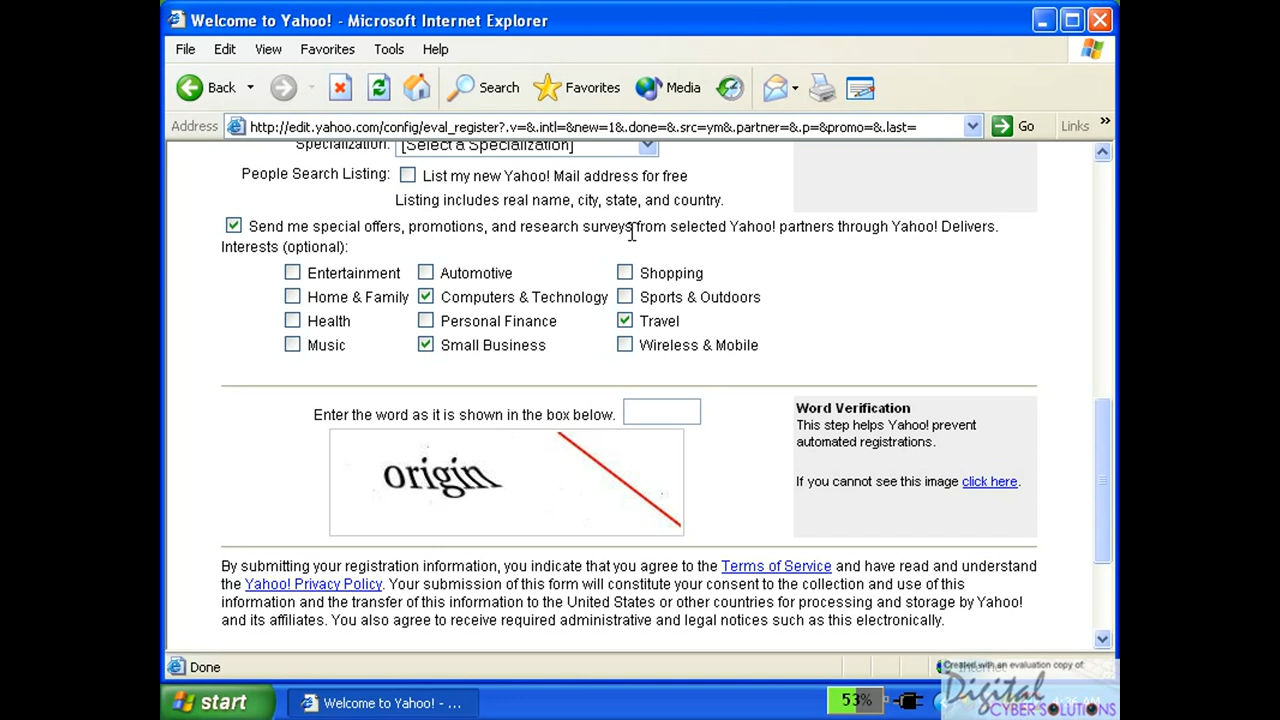 Welcome to Yahoo! - Microsoft Internet Explorer
File Edit View Favorites Tools Help
Back Search Favorites Media
Address http://edit.yahoo.com/config/eval_register?.v=&.intl=&new=1&.done=&.src=ym&.partner=&.p=&promo=&.last= Go Links »
Specialization: [Select a Specialization]
People Search Listing: List my new Yahoo! Mail address for free
Listing includes real name, city, state, and country.
Send me special offers, promotions, and research surveys from selected Yahoo! partners through Yahoo! Delivers.
Interests (optional):
Entertainment Automotive Shopping
Home & Family Computers & Technology Sports & Outdoors
Health Personal Finance Travel
Music Small Business Wireless & Mobile
Enter the word as it is shown in the box below.
origin
Word Verification
This step helps Yahoo! prevent
automated registrations.
If you cannot see this image click here.
By submitting your registration information, you indicate that you agree to the Terms of Service and have read and understand
the Yahoo! Privacy Policy. Your submission of this form will constitute your consent to the collection and use of this
information and the transfer of this information to the United States or other countries for processing and storage by Yahoo!
and its affiliates. You also agree to receive required administrative and legal notices such as this electronically.
Done Internet
Created with an evaluation copy of:
Digital
CYBER SOLUTIONS
start Welcome to Yahoo! - ... 53%